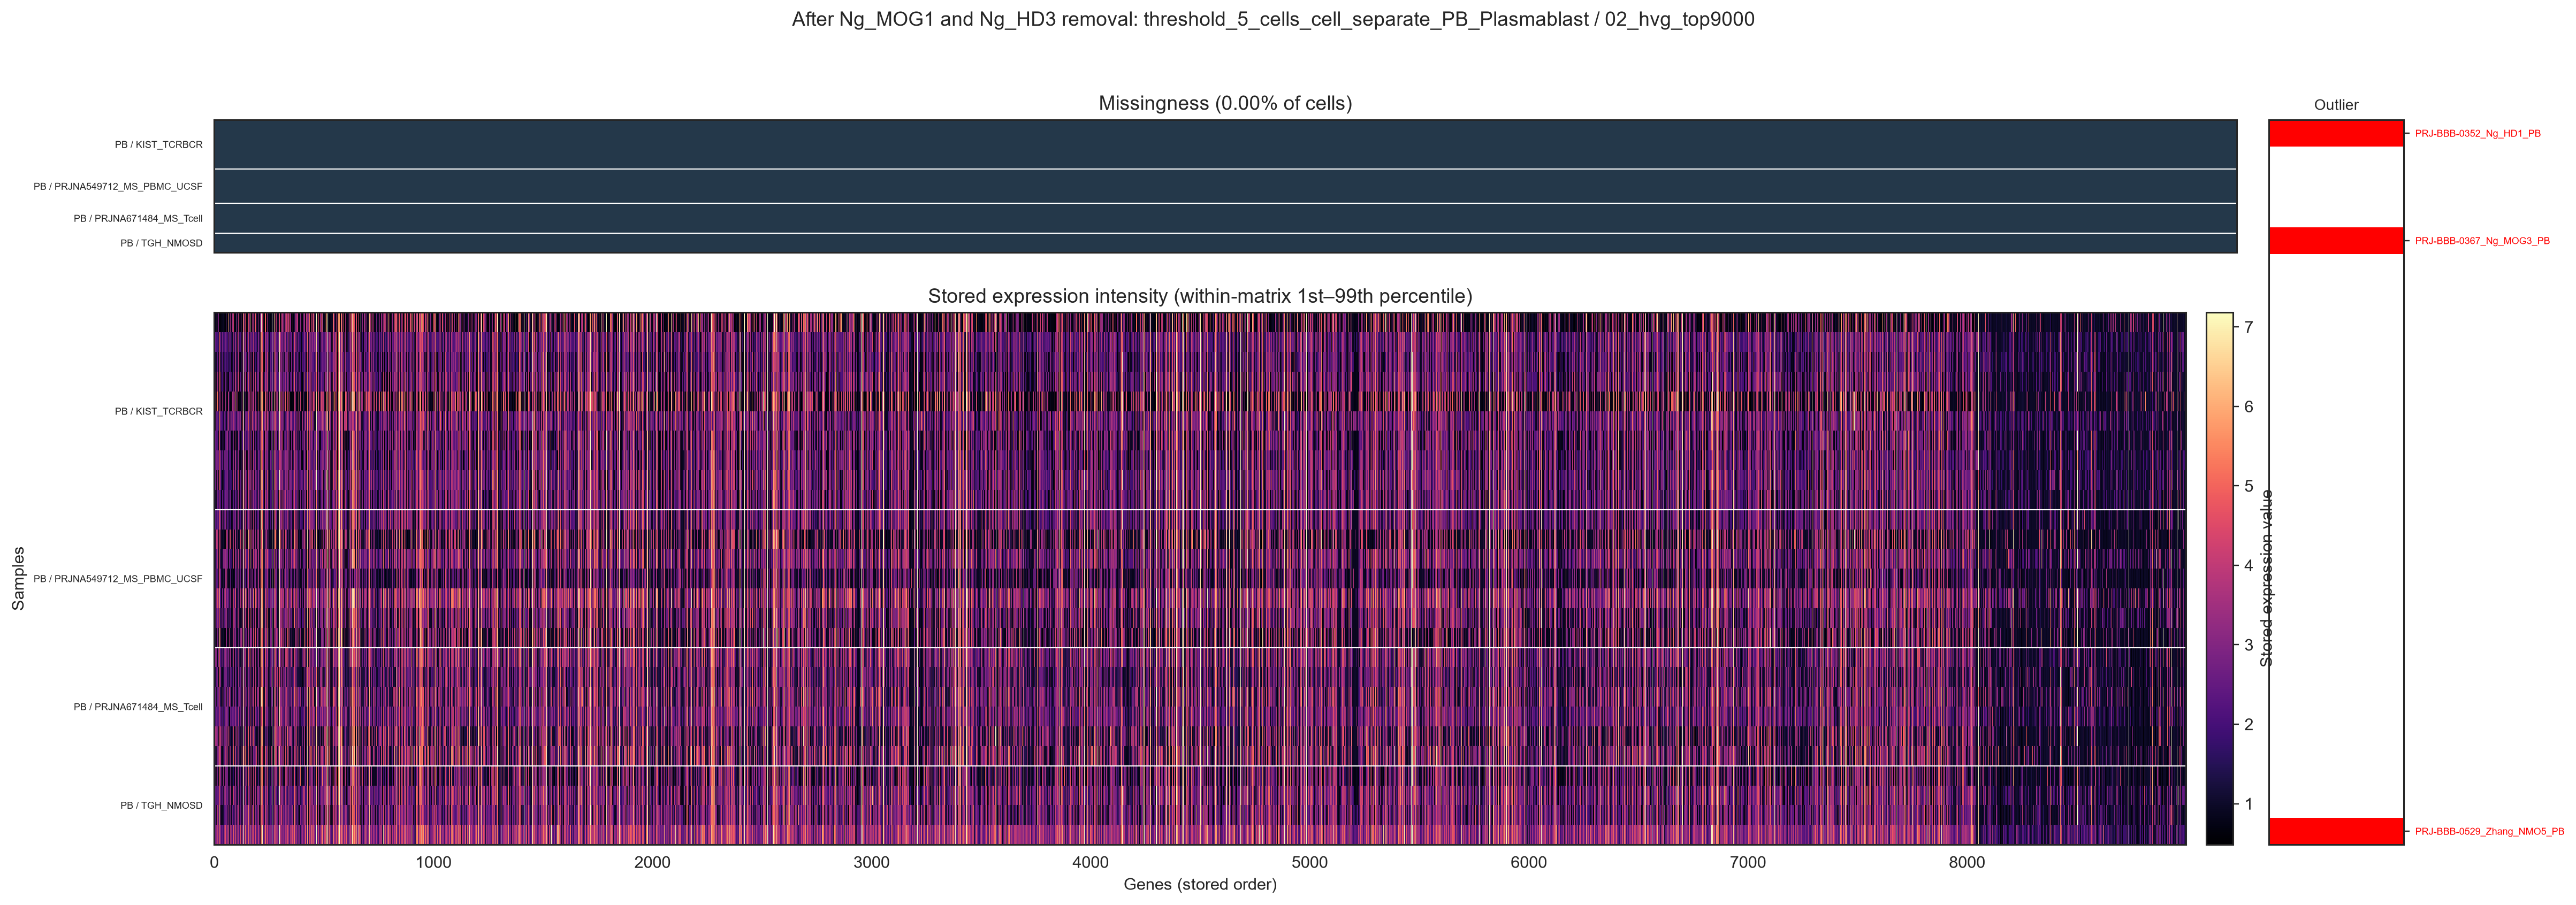 After Ng_MOG1 and Ng_HD3 removal: threshold_5_cells_cell_separate_PB_Plasmablast / 02_hvg_top9000
Missingness (0.00% of cells)
PB / KIST_TCRBCR
PB / PRJNA549712_MS_PBMC_UCSF
PB / PRJNA671484_MS_Tcell
PB / TGH_NMOSD
Outlier
PRJ-BBB-0352_Ng_HD1_PB
PRJ-BBB-0367_Ng_MOG3_PB
PRJ-BBB-0529_Zhang_NMO5_PB
Stored expression intensity (within-matrix 1st–99th percentile)
Samples
PB / KIST_TCRBCR
PB / PRJNA549712_MS_PBMC_UCSF
PB / PRJNA671484_MS_Tcell
PB / TGH_NMOSD
0 1000 2000 3000 4000 5000 6000 7000 8000
Genes (stored order)
7
6
5
4
3
2
1
Stored expression value